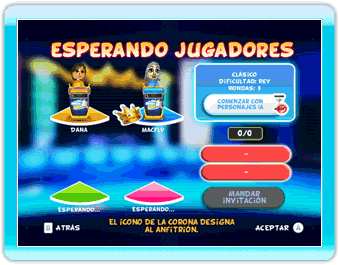 ESPERANDO JUGADORES
CLÁSICO
DIFICULTAD: REY
RONDAS: 3
COMENZAR CON
PERSONAJES IA
DANA
MACFLY
0/0
-
-
ESPERANDO...
ESPERANDO...
MANDAR
INVITACIÓN
B ATRÁS
EL ICONO DE LA CORONA DESIGNA
AL ANFITRIÓN.
ACEPTAR A